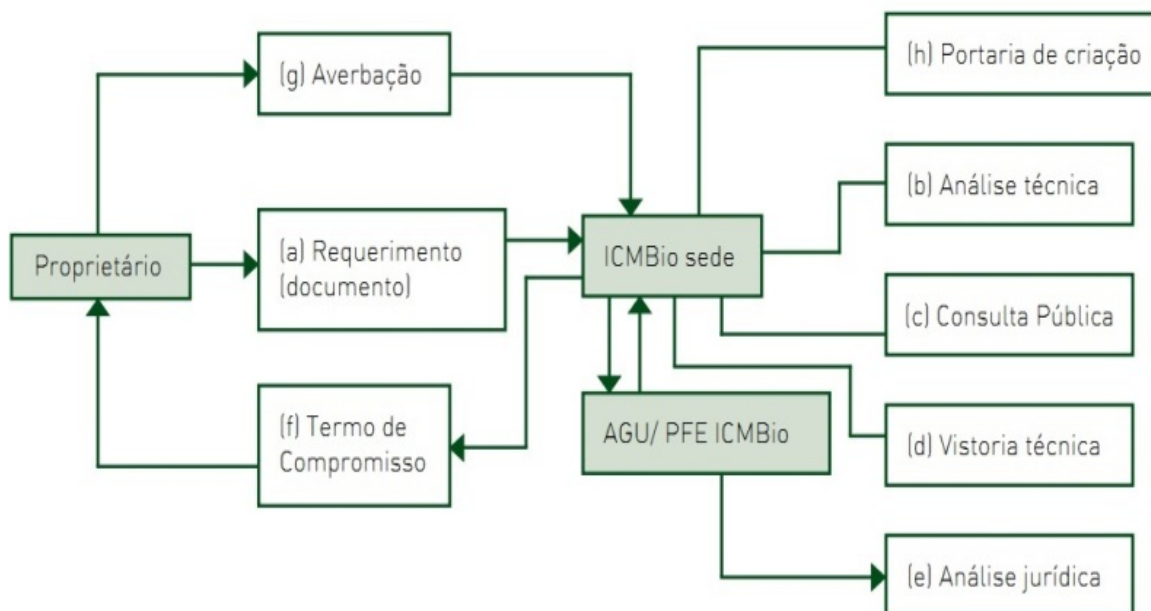 (g) Averbação
(h) Portaria de criação
(b) Análise técnica
Proprietário
(a) Requerimento
(documento)
ICMBio sede
(c) Consulta Pública
(f) Termo de
Compromisso
AGU/ PFE ICMBio
(d) Vistoria técnica
(e) Análise jurídica